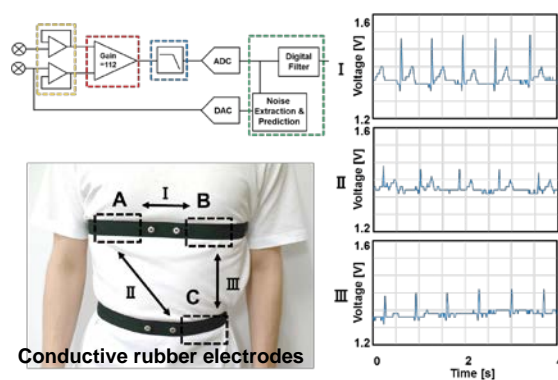 Gain
=112
ADC
Digital
Filter
DAC
Noise
Extraction &
Prediction
A
I
B
II
III
C
Conductive rubber electrodes
I
Voltage [V]
1.6
1.2
II
Voltage [V]
1.6
1.2
III
Voltage [V]
1.6
1.2
0
2
4
Time [s]